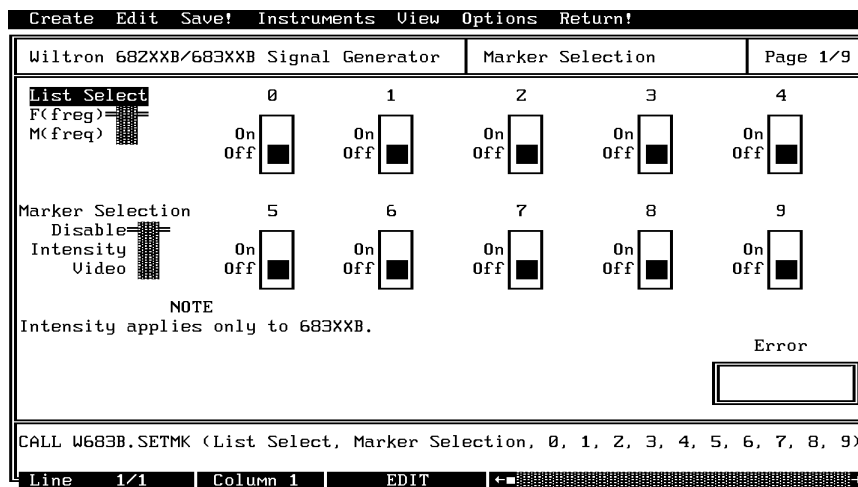 Create Edit Save! Instruments View Options Return!
Wiltron 682XXB/683XXB Signal Generator Marker Selection Page 1/9
List Select 0 1 2 3 4
F(freg)
M(freq) On On On On On
Off Off Off Off Off
Marker Selection 5 6 7 8 9
Disable
Intensity On On On On On
Video Off Off Off Off Off
NOTE
Intensity applies only to 683XXB.
Error
CALL W683B.SETMK (List Select, Marker Selection, 0, 1, 2, 3, 4, 5, 6, 7, 8, 9)
Line 1/1 Column 1 EDIT